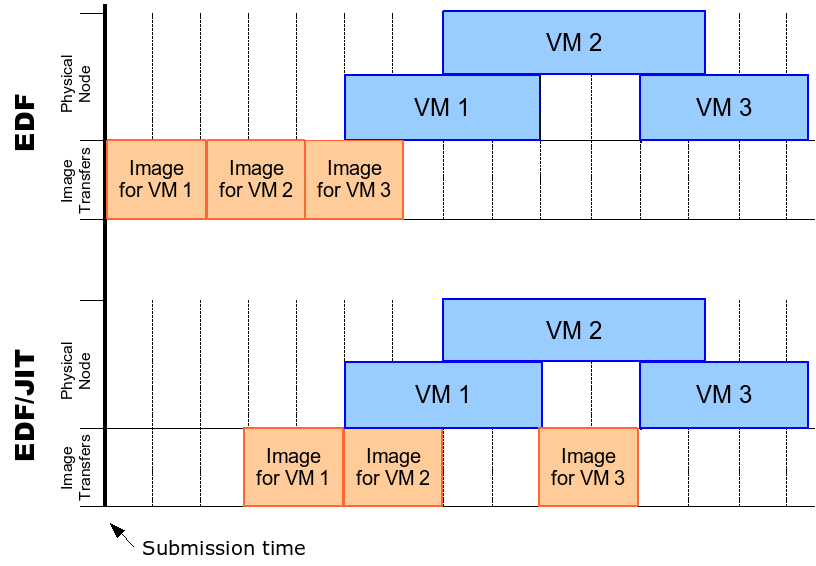 EDF
Physical
Node
VM 2
VM 1
VM 3
Image
Transfers
Image
for VM 1
Image
for VM 2
Image
for VM 3
EDF/JIT
Physical
Node
VM 2
VM 1
VM 3
Image
Transfers
Image
for VM 1
Image
for VM 2
Image
for VM 3
Submission time